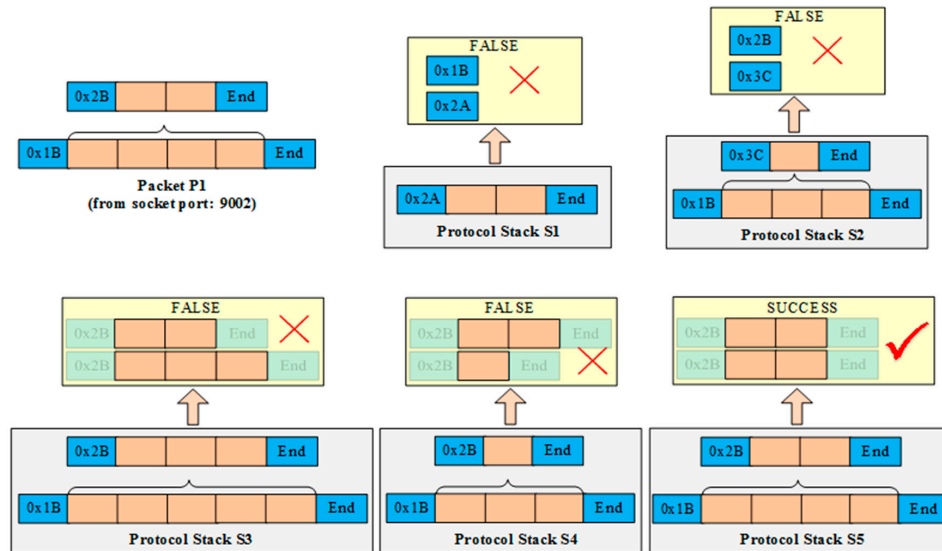 0x2B End
0x1B End
Packet P1
(from socket port: 9002)
FALSE
0x1B
0x2A
0x2A End
Protocol Stack S1
FALSE
0x2B
0x3C
0x3C End
0x1B End
Protocol Stack S2
FALSE
0x2B End
0x2B End
0x2B End
0x1B End
Protocol Stack S3
FALSE
0x2B End
0x2B End
0x2B End
0x1B End
Protocol Stack S4
SUCCESS
0x2B End
0x2B End
0x2B End
0x1B End
Protocol Stack S5